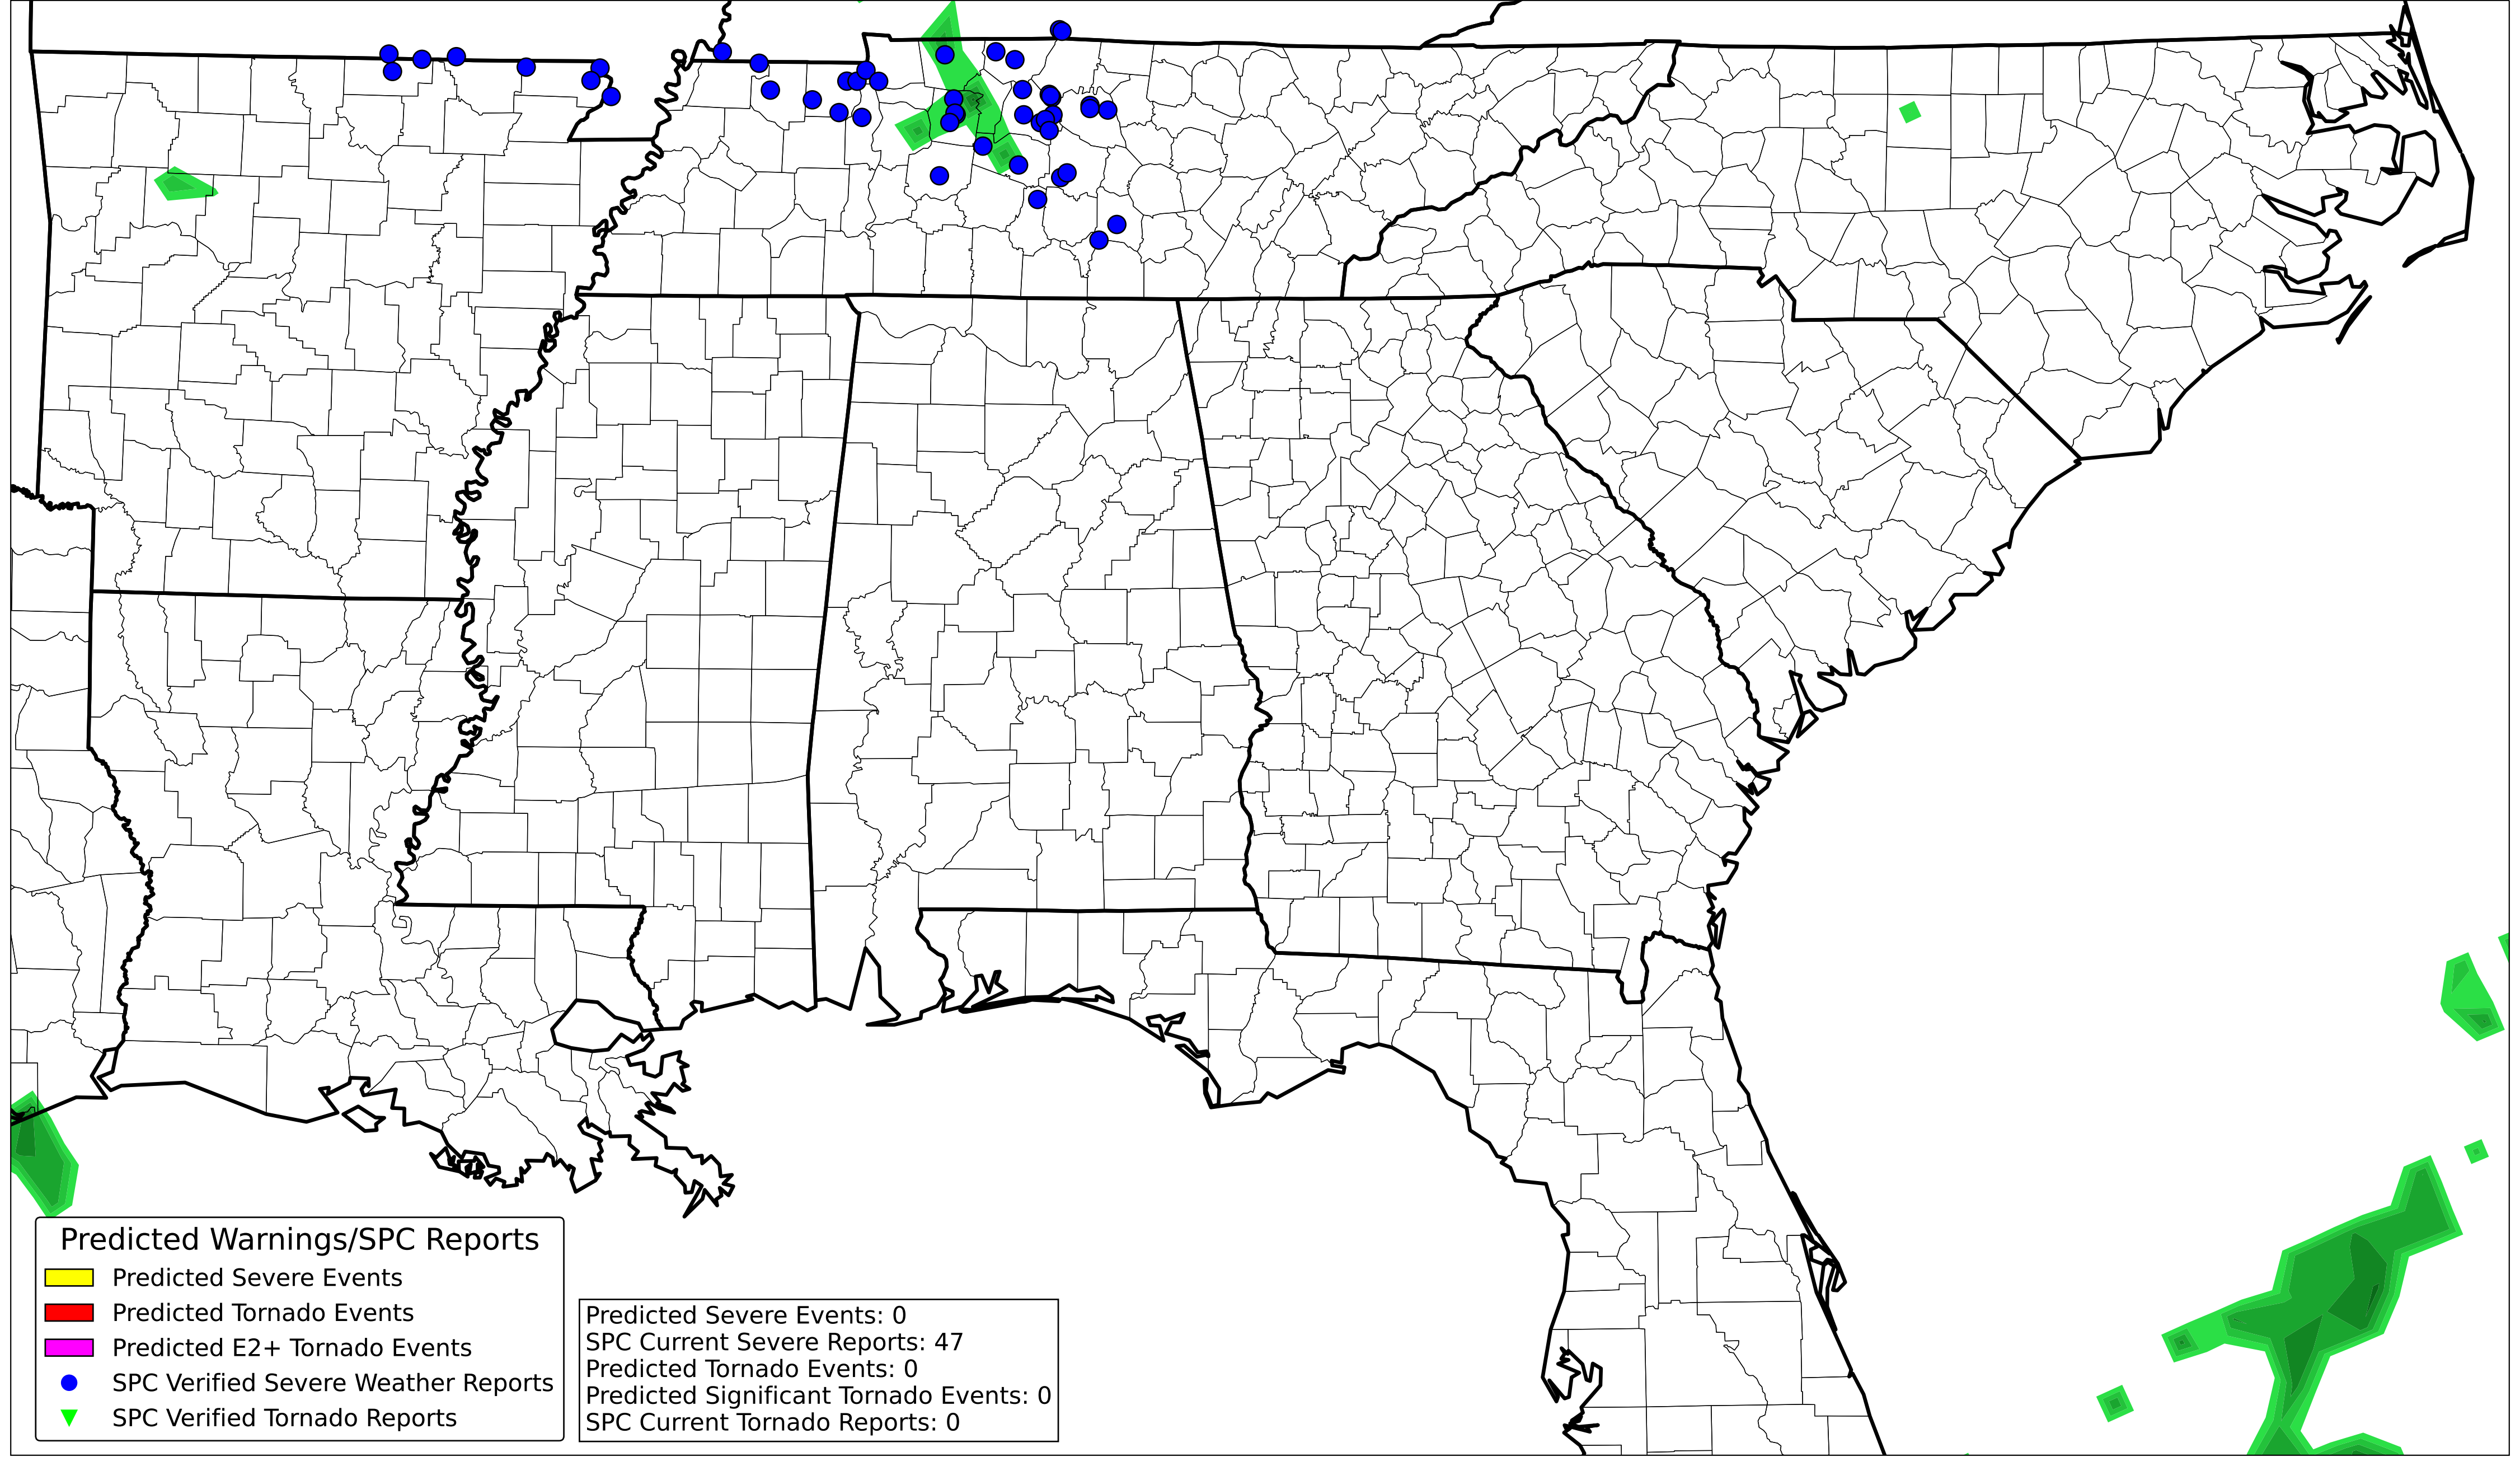 Predicted Warnings/SPC Reports
Predicted Severe Events
Predicted Tornado Events
Predicted E2+ Tornado Events
SPC Verified Severe Weather Reports
SPC Verified Tornado Reports
Predicted Severe Events: 0
SPC Current Severe Reports: 47
Predicted Tornado Events: 0
Predicted Significant Tornado Events: 0
SPC Current Tornado Reports: 0